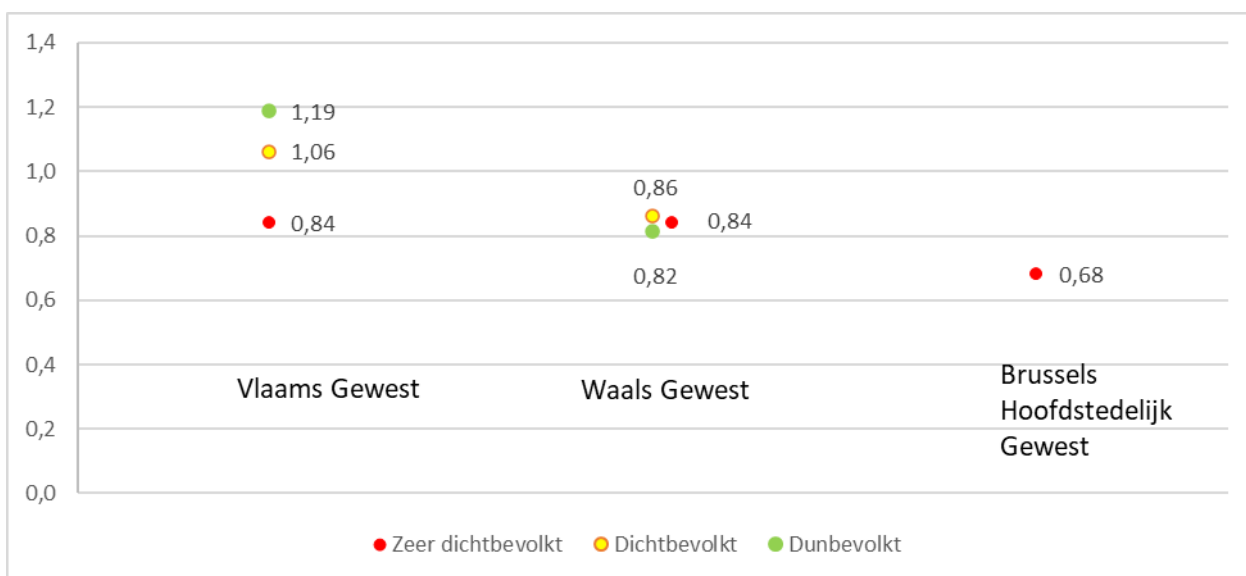 1,4
1,2
1,19
1,06
1,0
0,86
0,84
0,84
0,8
0,82
0,68
0,6
0,4
Vlaams Gewest
Waals Gewest
Brussels
Hoofdstedelijk
Gewest
0,2
0,0
Zeer dichtbevolkt Dichtbevolkt Dunbevolkt